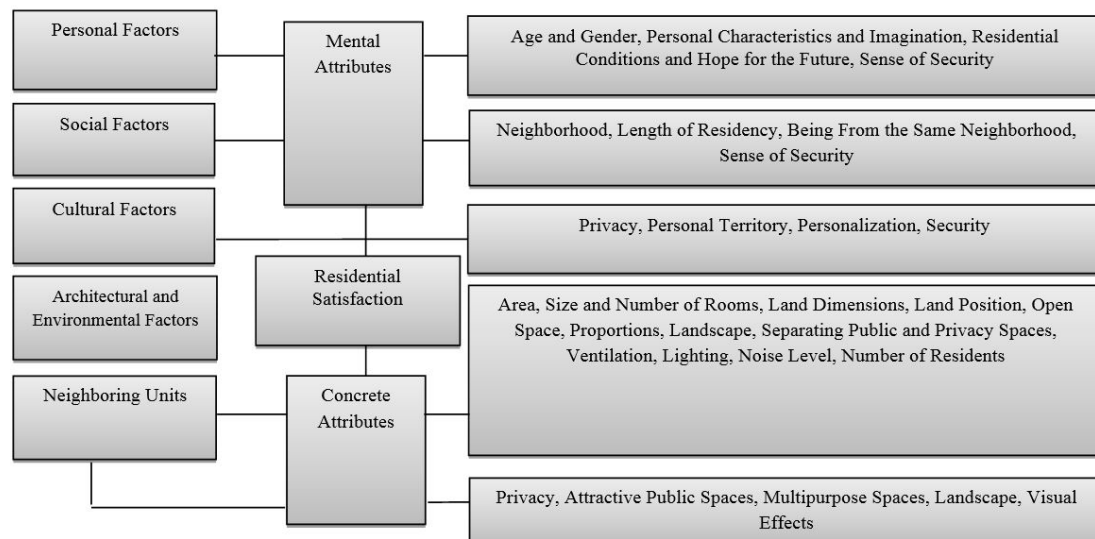 Personal Factors
Mental
Attributes
Age and Gender, Personal Characteristics and Imagination, Residential
Conditions and Hope for the Future, Sense of Security
Social Factors
Neighborhood, Length of Residency, Being From the Same Neighborhood,
Sense of Security
Cultural Factors
Privacy, Personal Territory, Personalization, Security
Residential
Satisfaction
Architectural and
Environmental Factors
Area, Size and Number of Rooms, Land Dimensions, Land Position, Open
Space, Proportions, Landscape, Separating Public and Privacy Spaces,
Ventilation, Lighting, Noise Level, Number of Residents
Neighboring Units
Concrete
Attributes
Privacy, Attractive Public Spaces, Multipurpose Spaces, Landscape, Visual
Effects